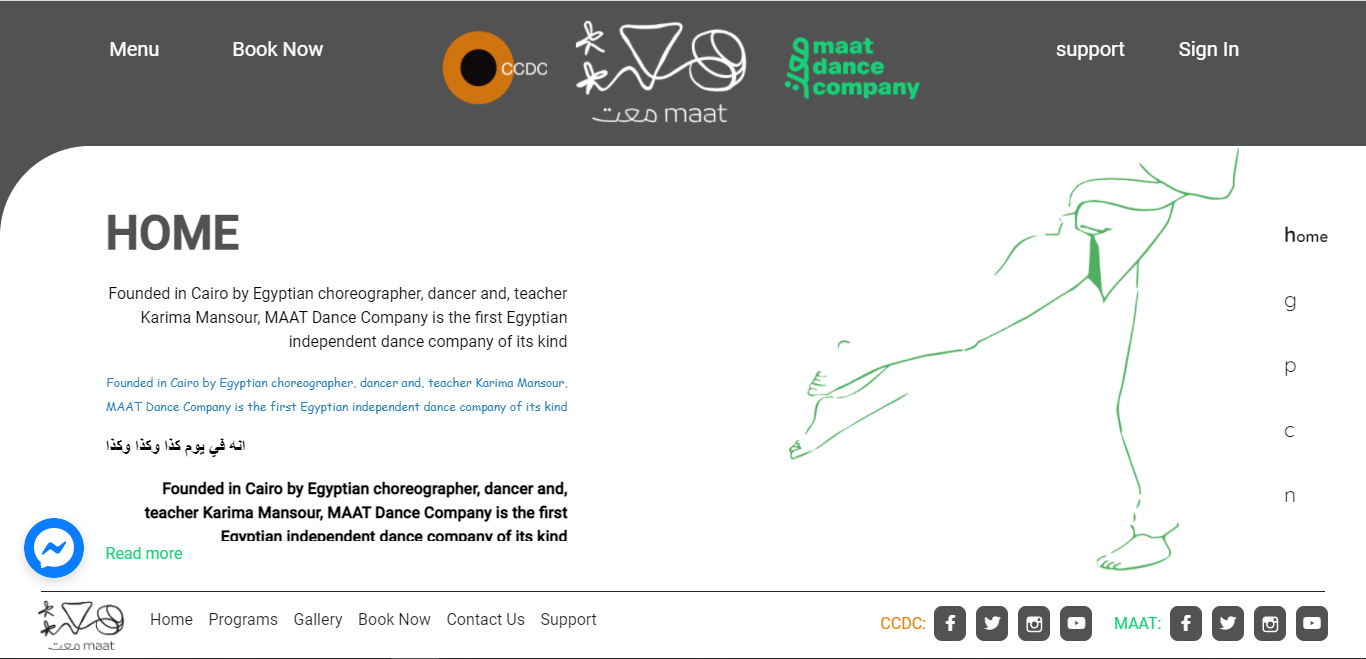 Menu
Book Now
CCDC
معت maat
maat
dance
company
support
Sign In
HOME
Founded in Cairo by Egyptian choreographer, dancer and, teacher
Karima Mansour, MAAT Dance Company is the first Egyptian
independent dance company of its kind
Founded in Cairo by Egyptian choreographer, dancer and, teacher Karima Mansour,
MAAT Dance Company is the first Egyptian independent dance company of its kind
انه في يوم كذا وكذا وكذا
Founded in Cairo by Egyptian choreographer, dancer and,
teacher Karima Mansour, MAAT Dance Company is the first
Egyptian independent dance company of its kind
Read more
home
g
p
c
n
معت maat
Home Programs Gallery Book Now Contact Us Support
CCDC:
MAAT: